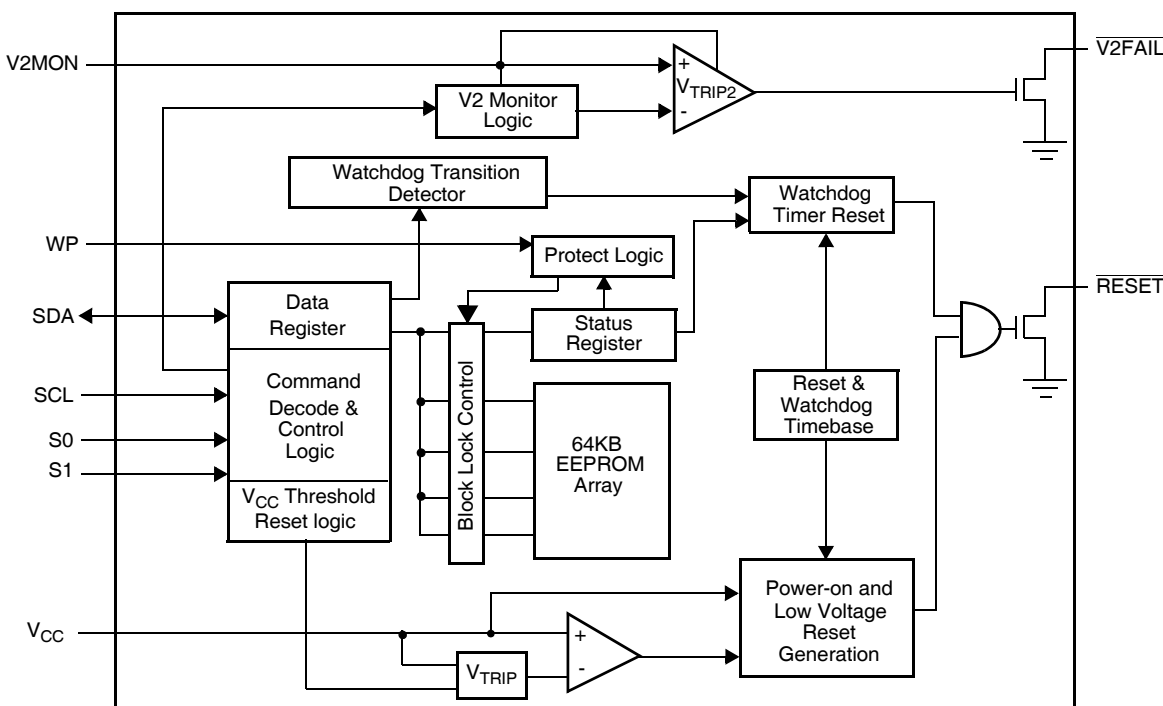 V2MON
V2FAIL
+
VTRIP2
-
V2 Monitor
Logic
Watchdog Transition
Detector
Watchdog
Timer Reset
WP
Protect Logic
RESET
Data
Register
SDA
Status
Register
Block Lock Control
Command
Decode &
Control
Logic
SCL
S0
S1
Reset &
Watchdog
Timebase
64KB
EEPROM
Array
VCC Threshold
Reset logic
Power-on and
Low Voltage
Reset
Generation
VCC
+
-
VTRIP